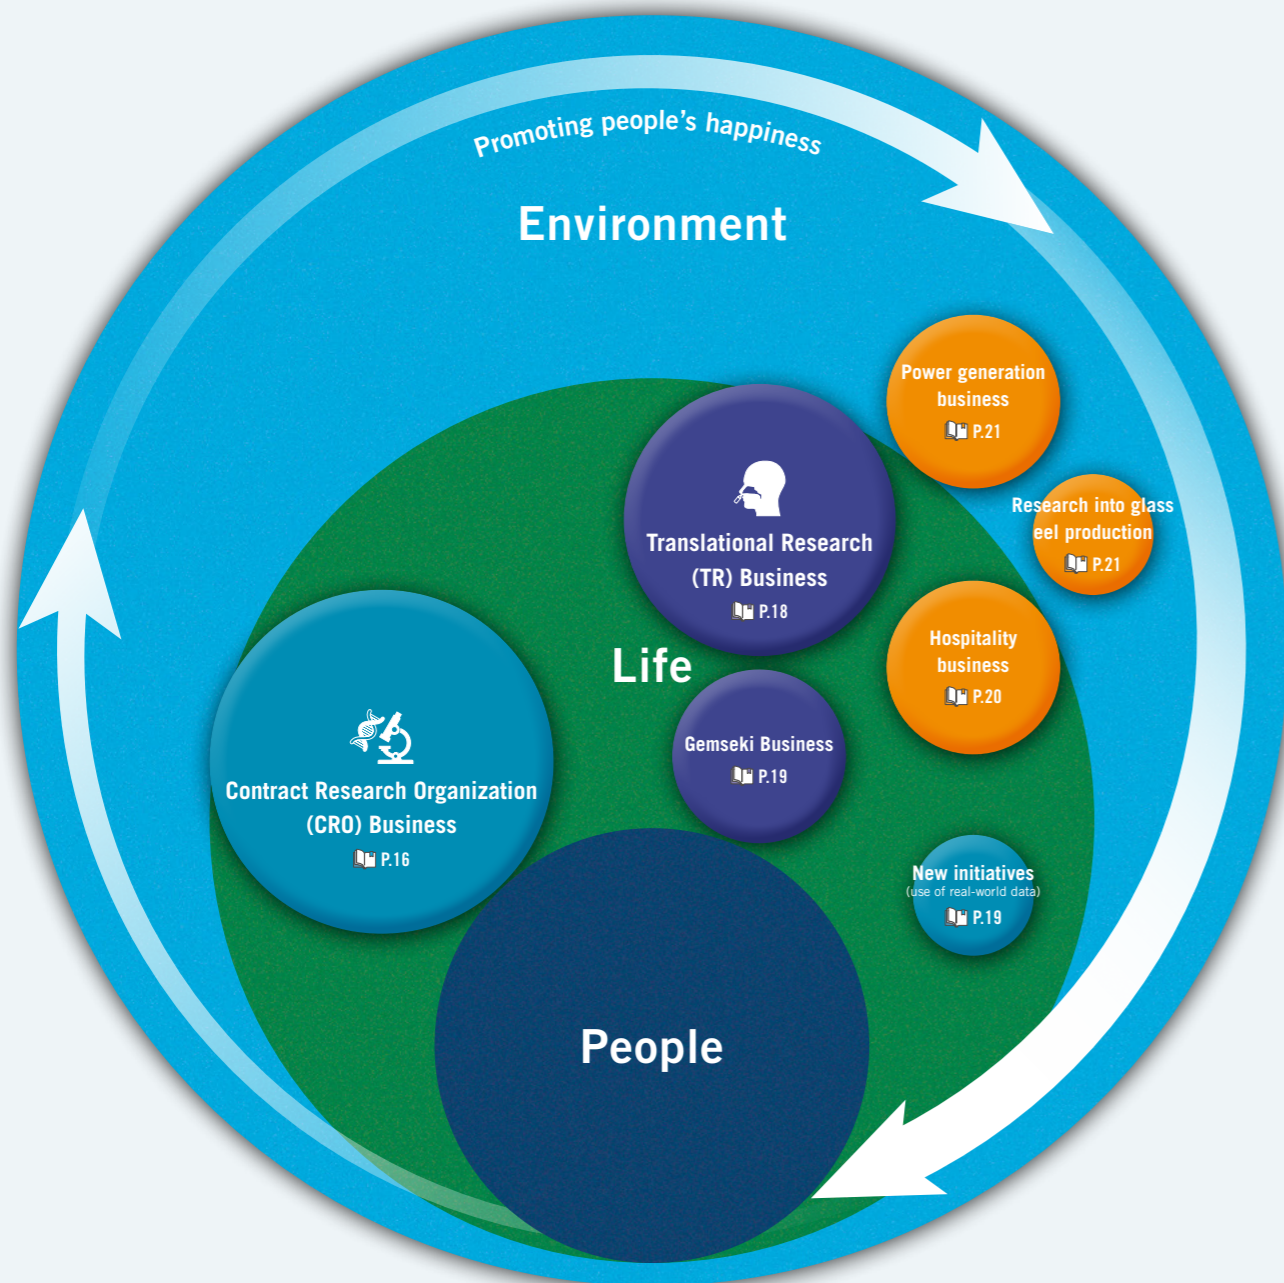 Promoting people's happiness
Environment
Power generation
business
P.21
Research into glass
eel production
P.21
Translational Research
(TR) Business
P.18
Hospitality
business
P.20
Life
Gemseki Business
P.19
Contract Research Organization
(CRO) Business
P.16
New initiatives
(use of real-world data)
P.19
People